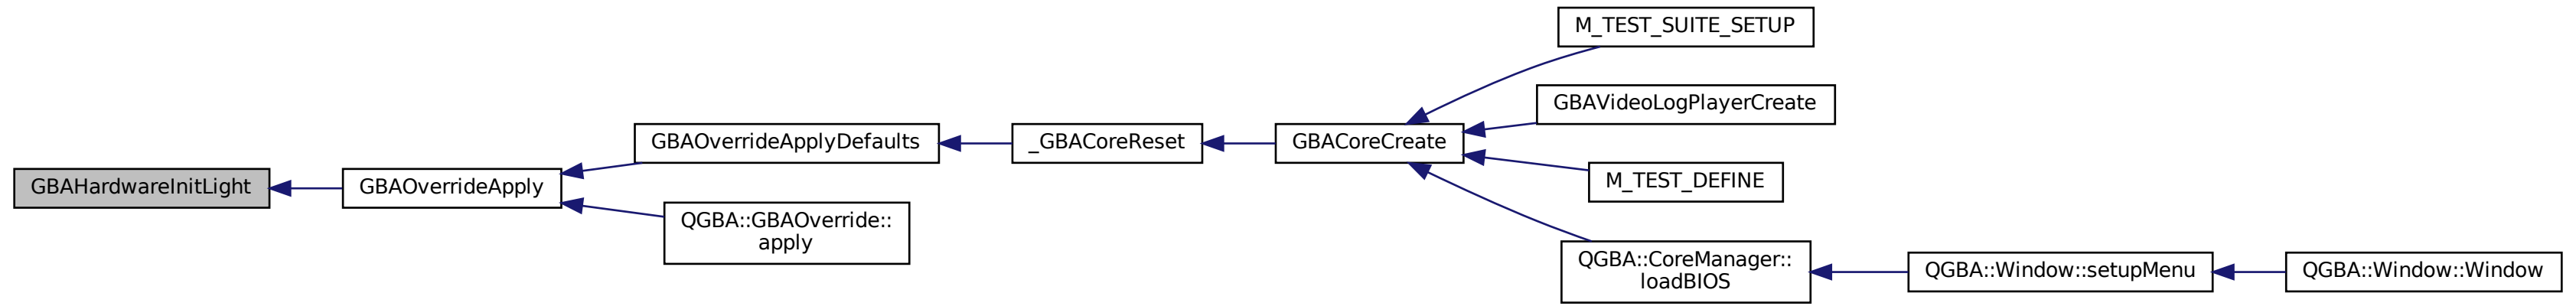 GBAHardwareInitLight
GBAOverrideApply
GBAOverrideApplyDefaults
QGBA::GBAOverride::
apply
_GBACoreReset
GBACoreCreate
M_TEST_SUITE_SETUP
GBAVideoLogPlayerCreate
M_TEST_DEFINE
QGBA::CoreManager::
loadBIOS
QGBA::Window::setupMenu
QGBA::Window::Window